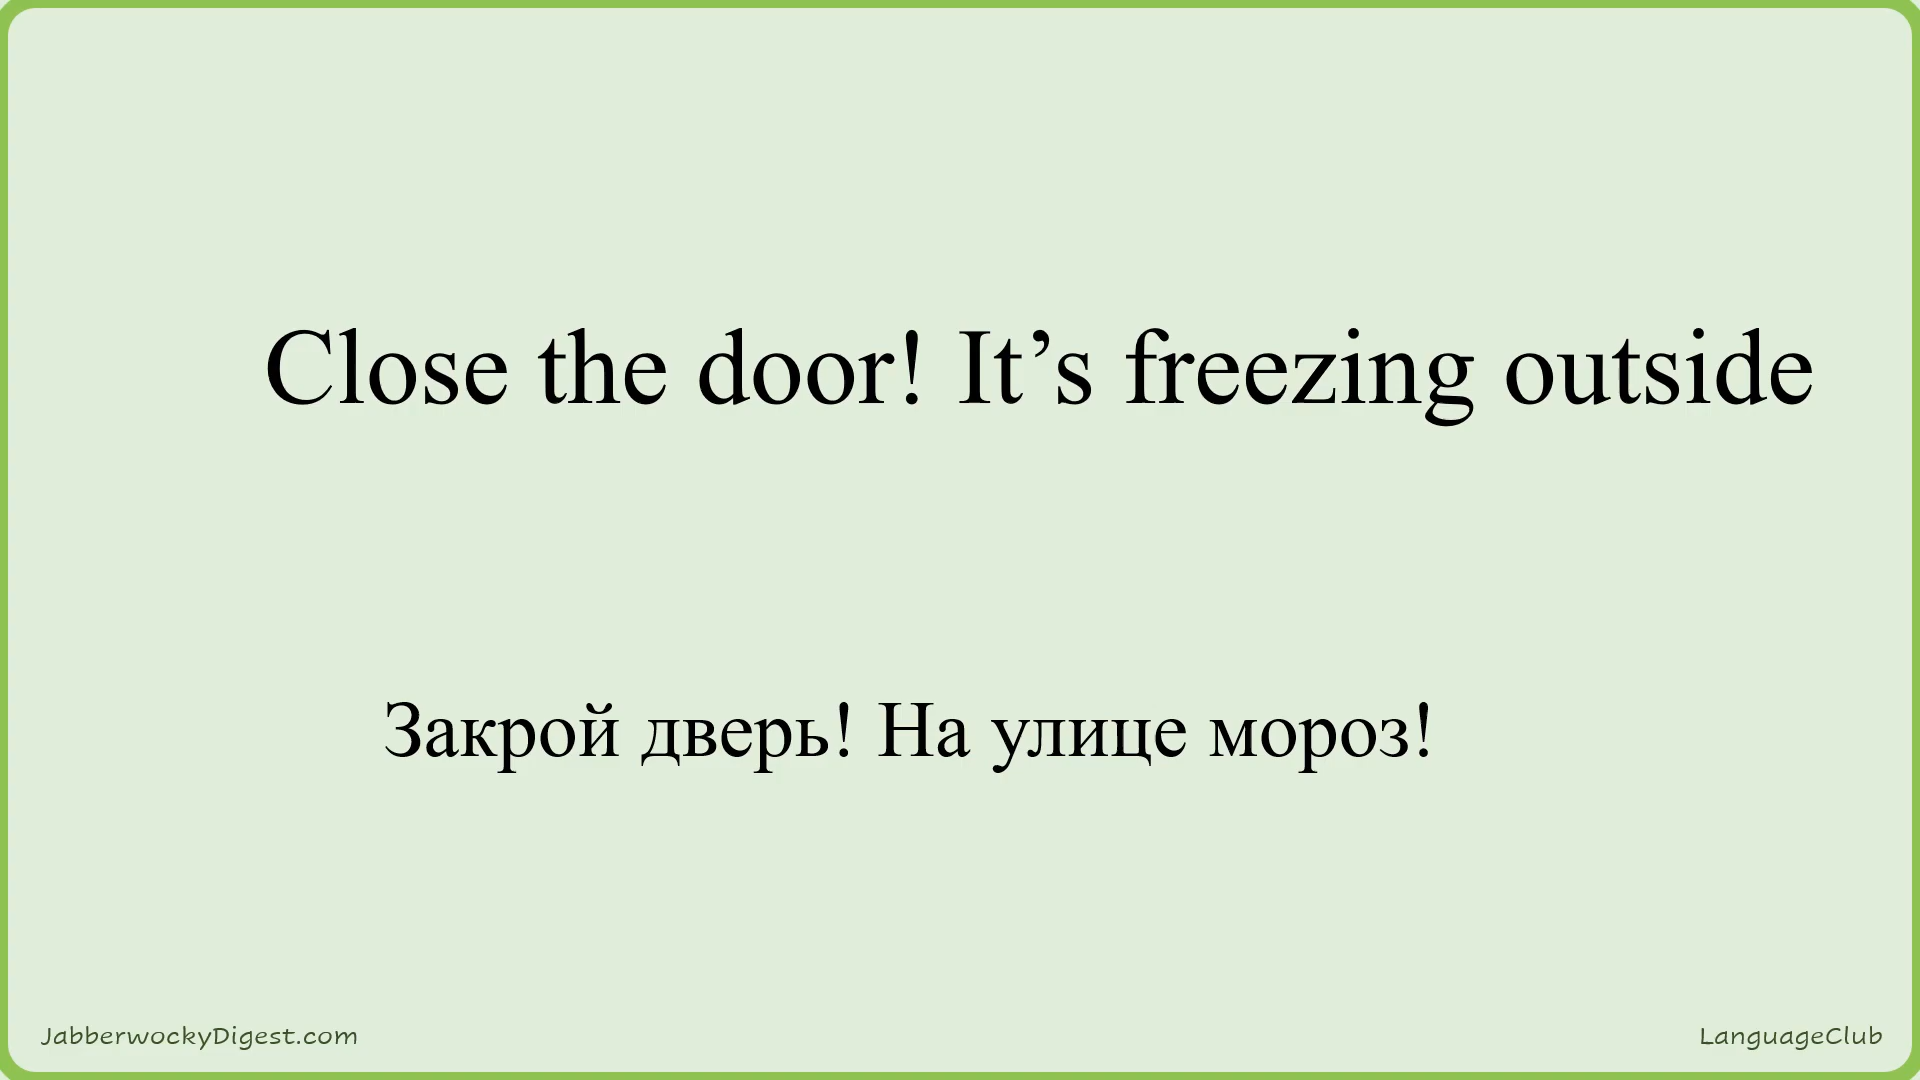 Close the door! It’s freezing outside
Закрой дверь! На улице мороз!
JabberwockyDigest.com
LanguageClub